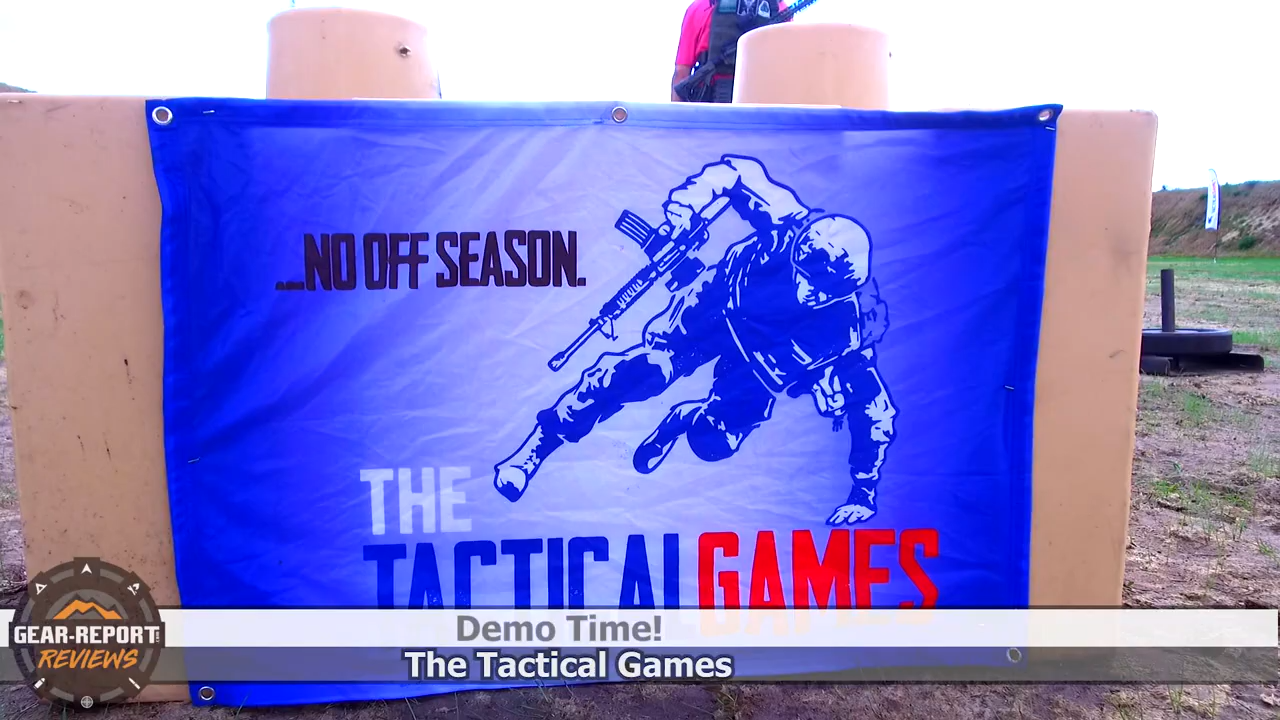 ...NO OFF SEASON.
THE
TACTICAL GAMES
Demo Time!
The Tactical Games
GEAR-REPORT
REVIEWS